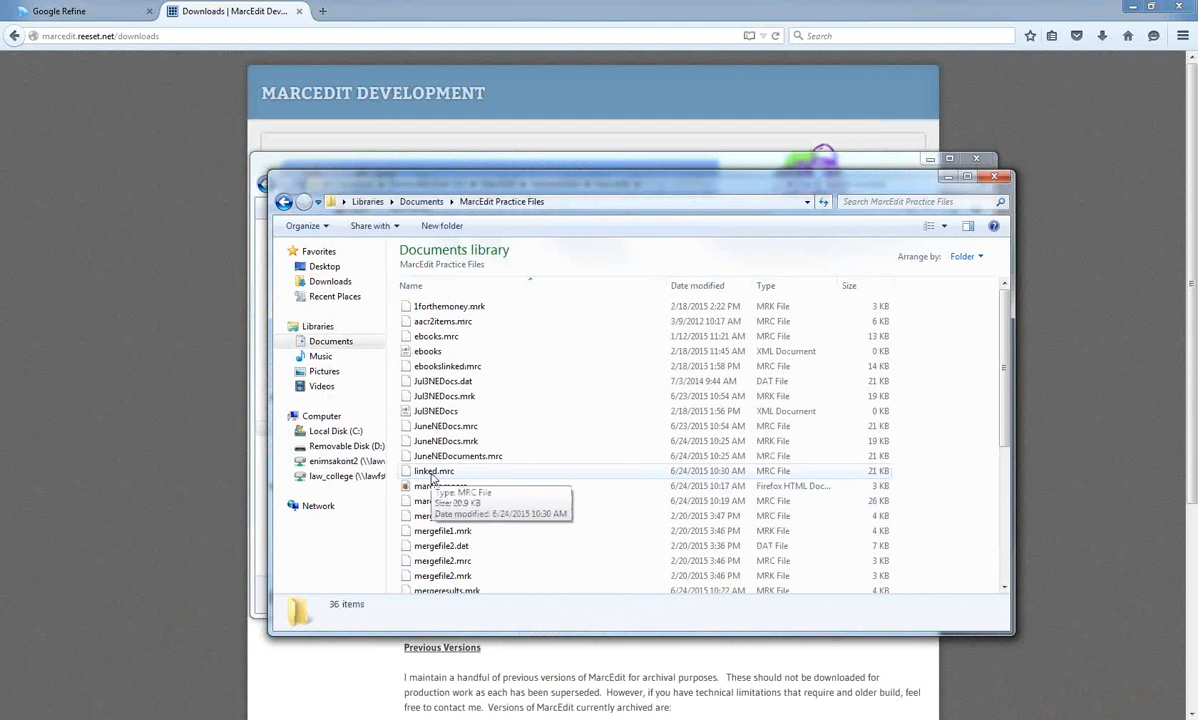 Google Refine
Downloads | MarcEdit Dev...
marcedit.reeset.net/downloads
Search
MARCEDIT DEVELOPMENT
Libraries Documents MarcEdit Practice Files
Search MarcEdit Practice Files
Organize Share with New folder
Documents library
MarcEdit Practice Files
Arrange by: Folder
Name Date modified Type Size
Favorites
Desktop
Downloads
Recent Places
Libraries
Documents
Music
Pictures
Videos
Computer
Local Disk (C:)
Removable Disk (D:)
enimsakont2 (\\law
law_college (\\lawfs
Network
1forthemoney.mrk 2/18/2015 2:22 PM MRK File 3 KB
aacr2items.mrc 3/9/2012 10:17 AM MRC File 6 KB
ebooks.mrc 1/12/2015 11:21 AM MRC File 13 KB
ebooks 2/18/2015 11:45 AM XML Document 0 KB
ebookslinked.mrc 2/18/2015 1:58 PM MRC File 14 KB
Jul3NEDocs.dat 7/3/2014 9:44 AM DAT File 21 KB
Jul3NEDocs.mrk 6/23/2015 10:54 AM MRK File 19 KB
Jul3NEDocs 2/18/2015 1:56 PM XML Document 0 KB
JuneNEDocs.mrc 6/23/2015 10:54 AM MRC File 21 KB
JuneNEDocs.mrk 6/24/2015 10:25 AM MRK File 19 KB
JuneNEDocuments.mrc 6/24/2015 10:25 AM MRC File 21 KB
linked.mrc 6/24/2015 10:30 AM MRC File 21 KB
6/24/2015 10:17 AM Firefox HTML Doc... 3 KB
6/24/2015 10:19 AM MRC File 26 KB
2/20/2015 3:47 PM MRC File 4 KB
mergefile1.mrk 2/20/2015 3:46 PM MRK File 4 KB
mergefile2.dat 2/20/2015 3:36 PM DAT File 7 KB
mergefile2.mrc 2/20/2015 3:46 PM MRC File 3 KB
mergefile2.mrk 2/20/2015 3:46 PM MRK File 3 KB
mergeresults.mrk 6/24/2015 10:22 AM MRK File 4 KB
Type: MRC File
Size: 20.9 KB
Date modified: 6/24/2015 10:30 AM
36 items
Previous Versions
I maintain a handful of previous versions of MarcEdit for archival purposes. These should not be downloaded for
production work as each has been superseded. However, if you have technical limitations that require and older build, feel
free to contact me. Versions of MarcEdit currently archived are: